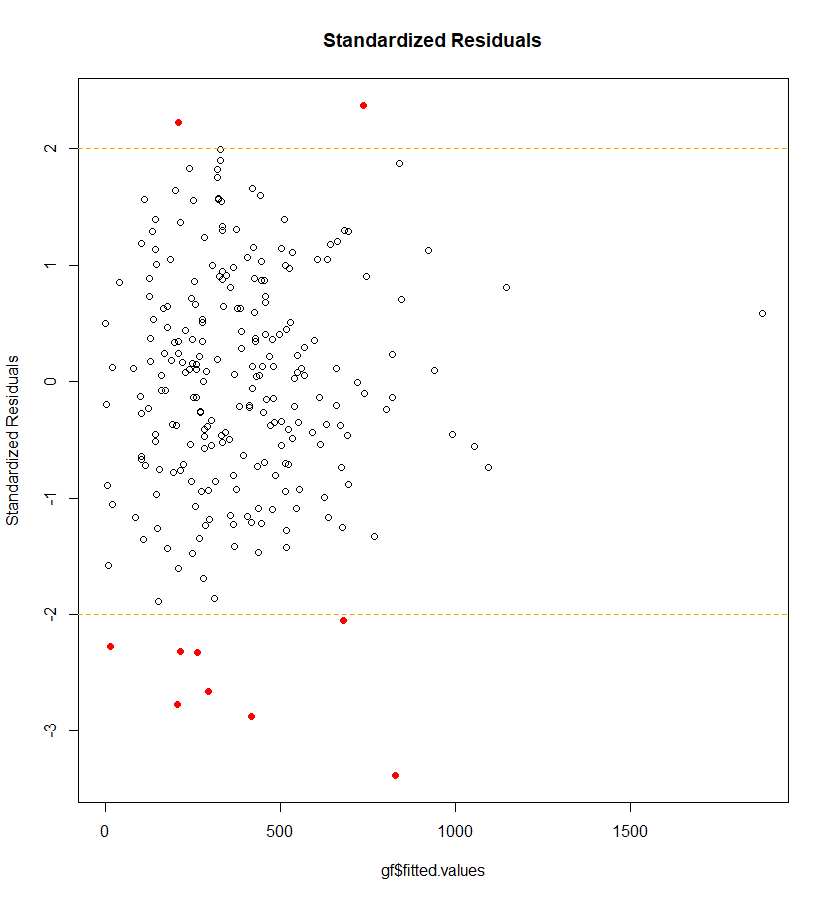 Standardized Residuals
Standardized Residuals
2
1
0
-1
-2
-3
0 500 1000 1500
gf$fitted.values